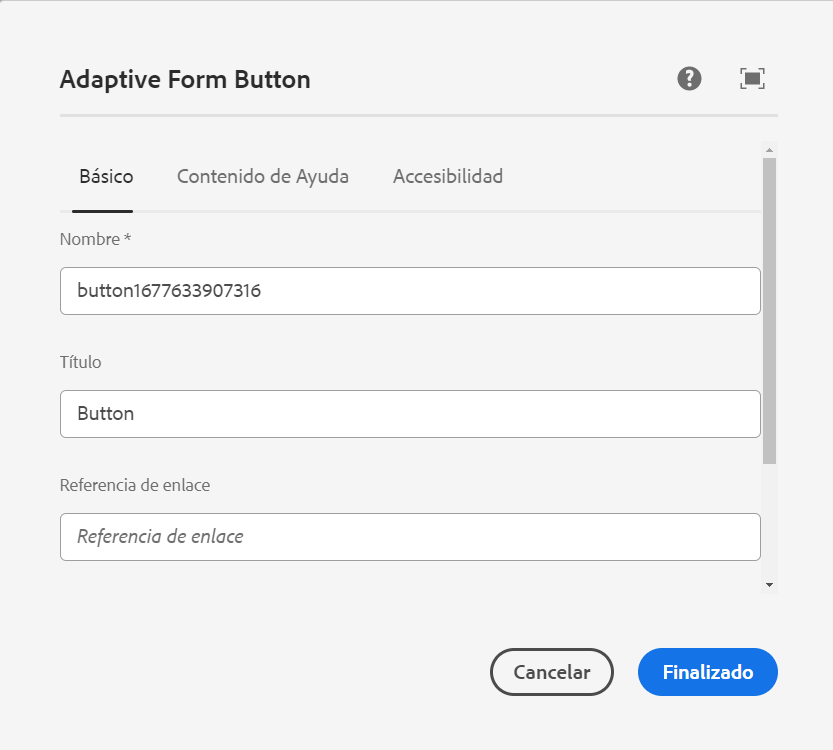 Adaptive Form Button
Básico Contenido de Ayuda Accesibilidad
Nombre *
button1677633907316
Título
Button
Referencia de enlace
Referencia de enlace
Cancelar Finalizado